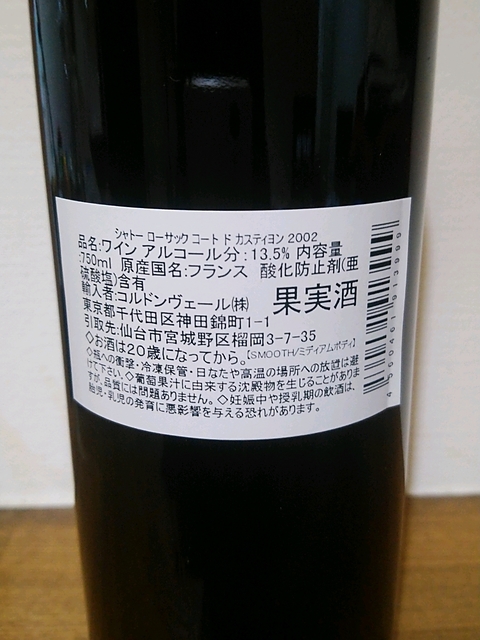 シャトー ローサック コート ド カスティヨン 2002
品名:ワイン アルコール分:13.5% 内容量
:750ml 原産国名:フランス 酸化防止剤(亜
硫酸塩)含有
輸入者:コルドンヴェール(株) 果実酒
東京都千代田区神田錦町1-1
引取先:仙台市宮城野区榴岡3-7-35
◇お酒は20歳になってから。【SMOOTH/ミディアムボディ】
◇瓶への衝撃・冷凍保管・日なたや高温の場所への放置は避
けて下さい。◇葡萄果汁に由来する沈殿物を生じることがありま
すが、品質には問題ありません。◇妊娠中や授乳期の飲酒は、
胎児・乳児の発育に悪影響を与える恐れがあります。